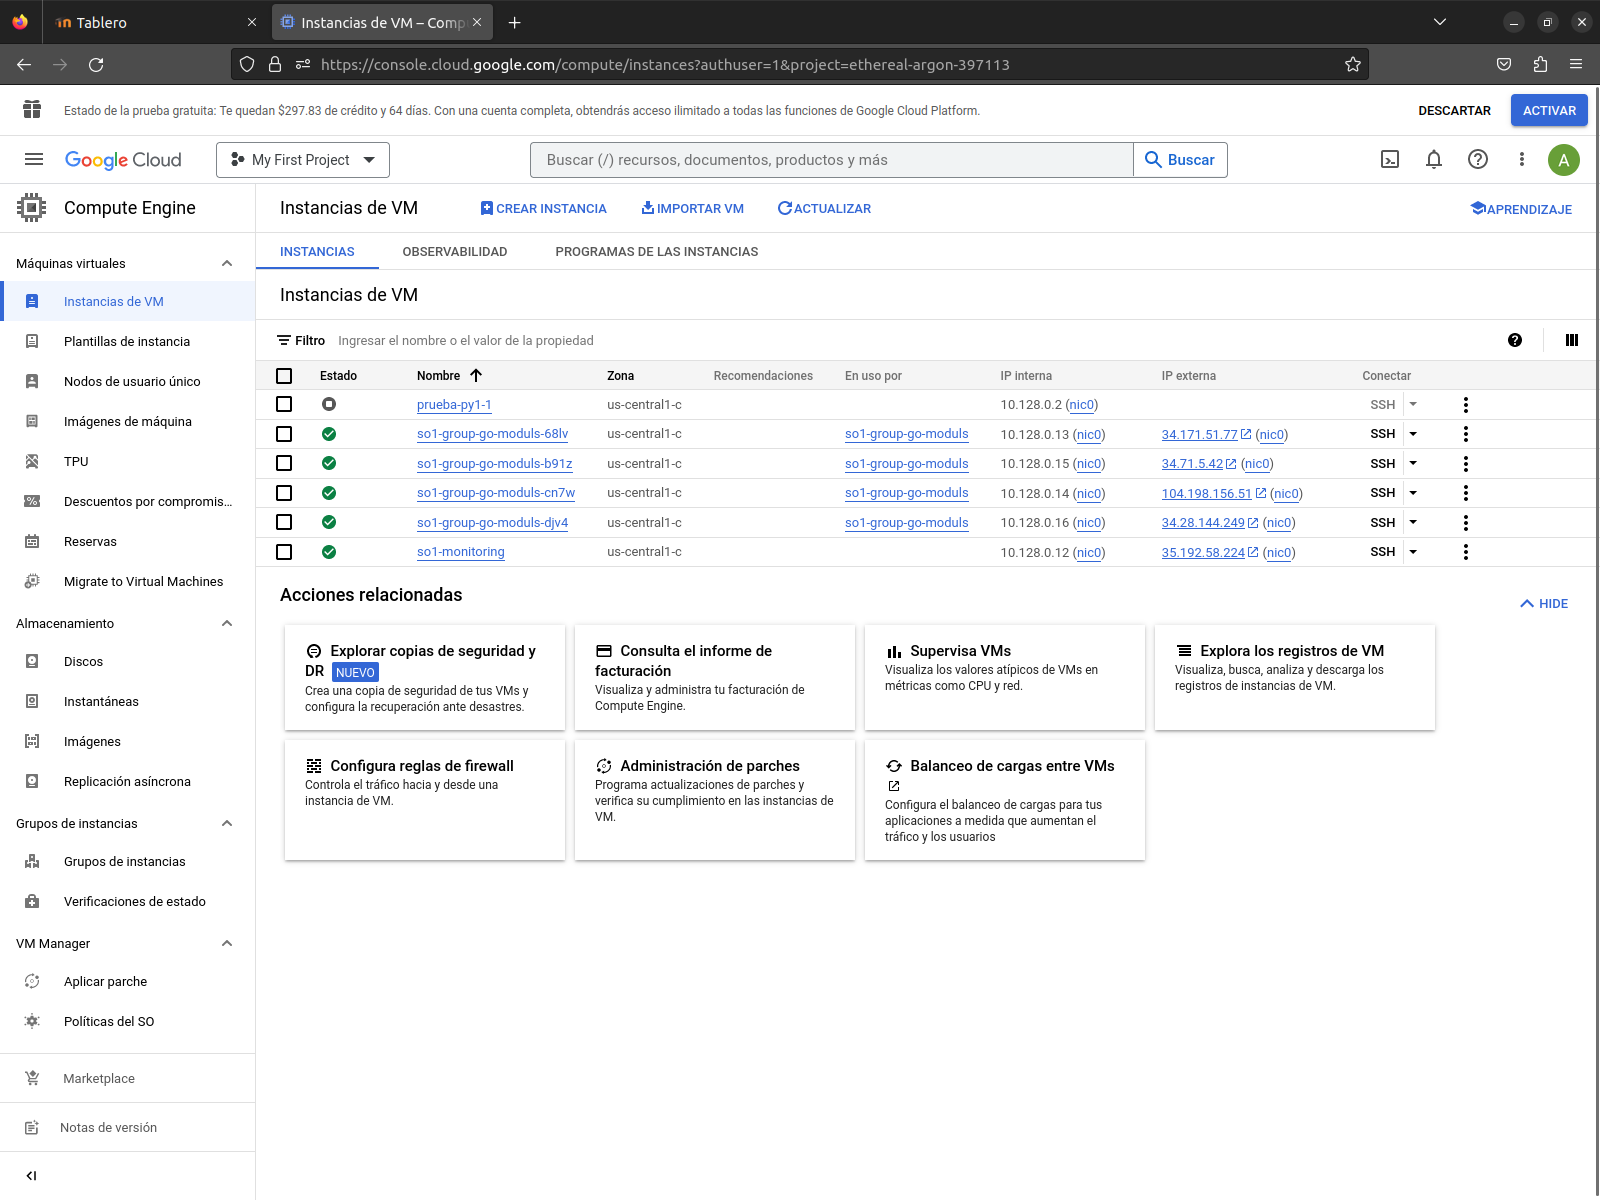 Tablero
Instancias de VM – Comp
https://console.cloud.google.com/compute/instances?authuser=1&project=ethereal-argon-397113
Estado de la prueba gratuita: Te quedan $297.83 de crédito y 64 días. Con una cuenta completa, obtendrás acceso ilimitado a todas las funciones de Google Cloud Platform.
DESCARTAR
ACTIVAR
Google Cloud
My First Project
Buscar (/) recursos, documentos, productos y más
Buscar
A
Compute Engine
Instancias de VM
CREAR INSTANCIA
IMPORTAR VM
ACTUALIZAR
APRENDIZAJE
Máquinas virtuales
Instancias de VM
Plantillas de instancia
Nodos de usuario único
Imágenes de máquina
TPU
Descuentos por compromis...
Reservas
Migrate to Virtual Machines
Almacenamiento
Discos
Instantáneas
Imágenes
Replicación asíncrona
Grupos de instancias
Grupos de instancias
Verificaciones de estado
VM Manager
Aplicar parche
Políticas del SO
Marketplace
Notas de versión
INSTANCIAS OBSERVABILIDAD PROGRAMAS DE LAS INSTANCIAS
Instancias de VM
Filtro Ingresar el nombre o el valor de la propiedad
Estado Nombre Zona Recomendaciones En uso por IP interna IP externa Conectar
prueba-py1-1 us-central1-c 10.128.0.2 (nic0) SSH
so1-group-go-moduls-68lv us-central1-c so1-group-go-moduls 10.128.0.13 (nic0) 34.171.51.77 (nic0) SSH
so1-group-go-moduls-b91z us-central1-c so1-group-go-moduls 10.128.0.15 (nic0) 34.71.5.42 (nic0) SSH
so1-group-go-moduls-cn7w us-central1-c so1-group-go-moduls 10.128.0.14 (nic0) 104.198.156.51 (nic0) SSH
so1-group-go-moduls-djv4 us-central1-c so1-group-go-moduls 10.128.0.16 (nic0) 34.28.144.249 (nic0) SSH
so1-monitoring us-central1-c 10.128.0.12 (nic0) 35.192.58.224 (nic0) SSH
Acciones relacionadas
HIDE
Explorar copias de seguridad y
DR NUEVO
Crea una copia de seguridad de tus VMs y
configura la recuperación ante desastres.
Consulta el informe de
facturación
Visualiza y administra tu facturación de
Compute Engine.
Supervisa VMs
Visualiza los valores atípicos de VMs en
métricas como CPU y red.
Explora los registros de VM
Visualiza, busca, analiza y descarga los
registros de instancias de VM.
Configura reglas de firewall
Controla el tráfico hacia y desde una
instancia de VM.
Administración de parches
Programa actualizaciones de parches y
verifica su cumplimiento en las instancias de
VM.
Balanceo de cargas entre VMs
Configura el balanceo de cargas para tus
aplicaciones a medida que aumentan el
tráfico y los usuarios